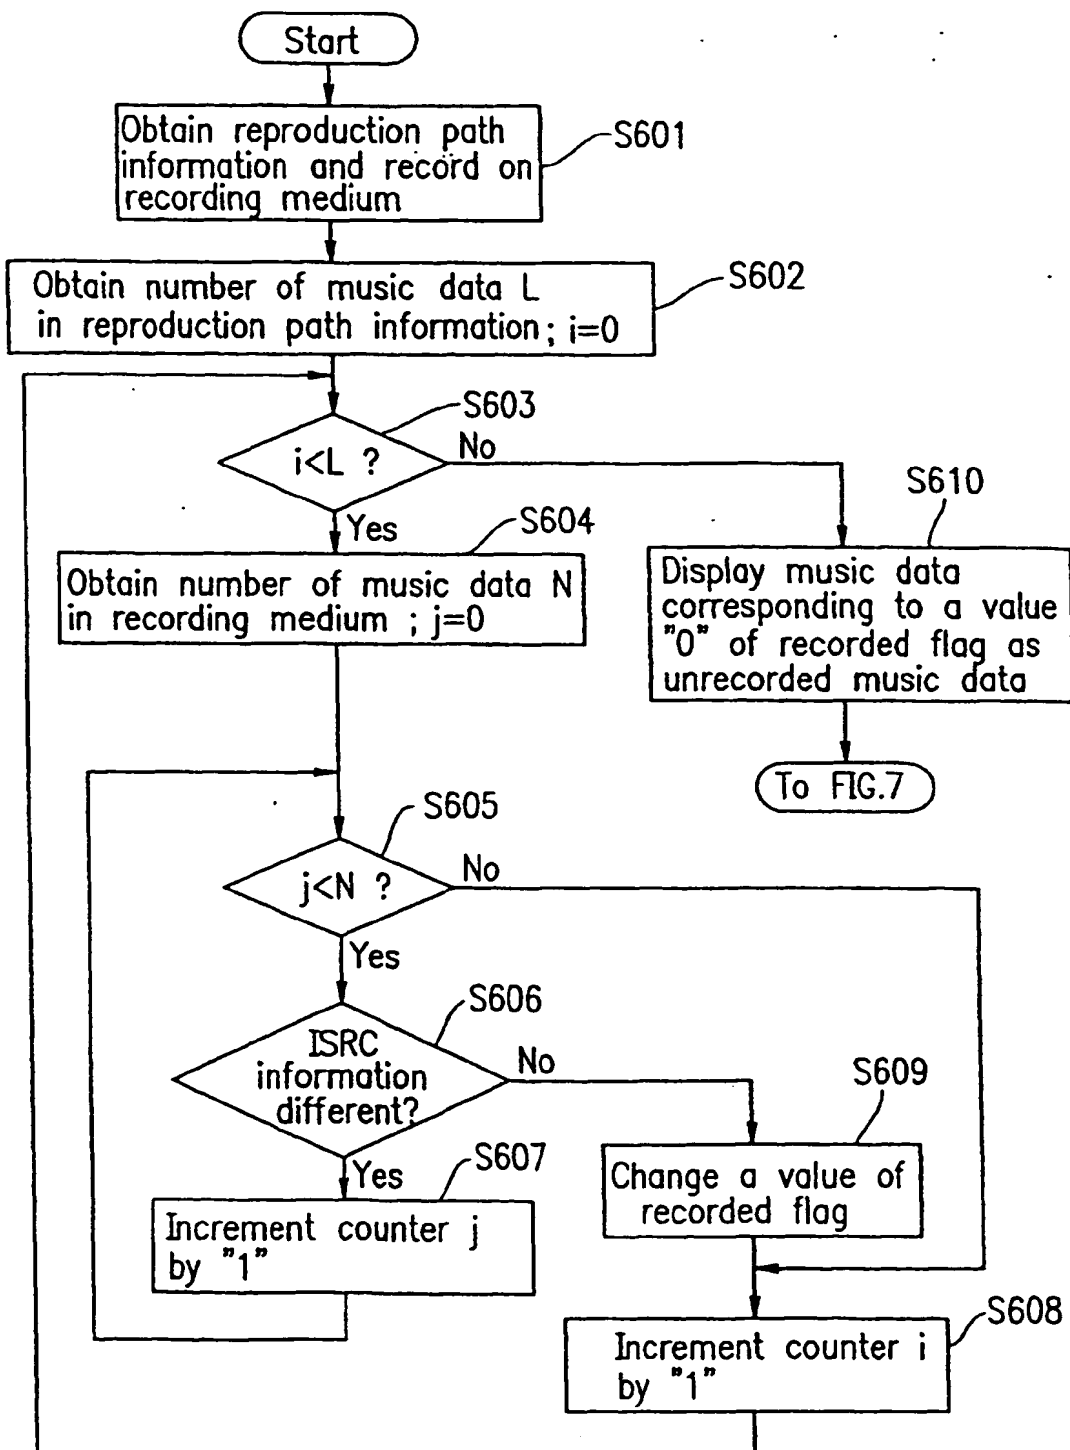 Start
Obtain reproduction path
information and record on
recording medium
S601
Obtain number of music data L
in reproduction path information; i=0
S602
S603
i<L ?
No
Yes
S604
Obtain number of music data N
in recording medium ; j=0
S610
Display music data
corresponding to a value
"0" of recorded flag as
unrecorded music data
To FIG.7
S605
j<N ?
No
Yes
S606
ISRC
information
different?
No
Yes
S607
Increment counter j
by "1"
S609
Change a value of
recorded flag
S608
Increment counter i
by "1"